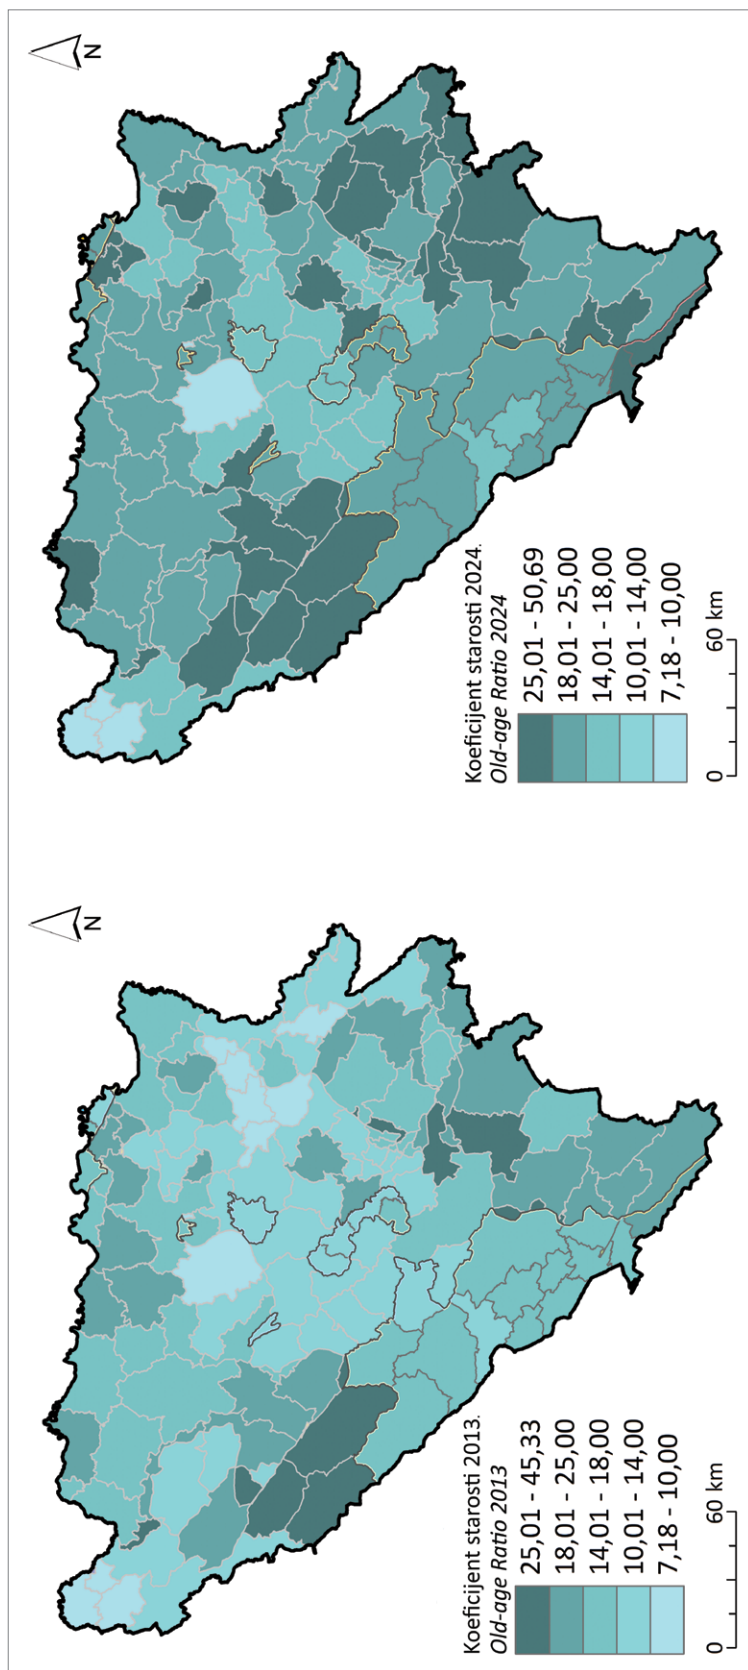 N
Koeficijent starosti 2013.
Old-age Ratio 2013
25,01 - 45,33
18,01 - 25,00
14,01 - 18,00
10,01 - 14,00
7,18 - 10,00
0
60 km
N
Koeficijent starosti 2024.
Old-age Ratio 2024
25,01 - 50,69
18,01 - 25,00
14,01 - 18,00
10,01 - 14,00
7,18 - 10,00
0
60 km